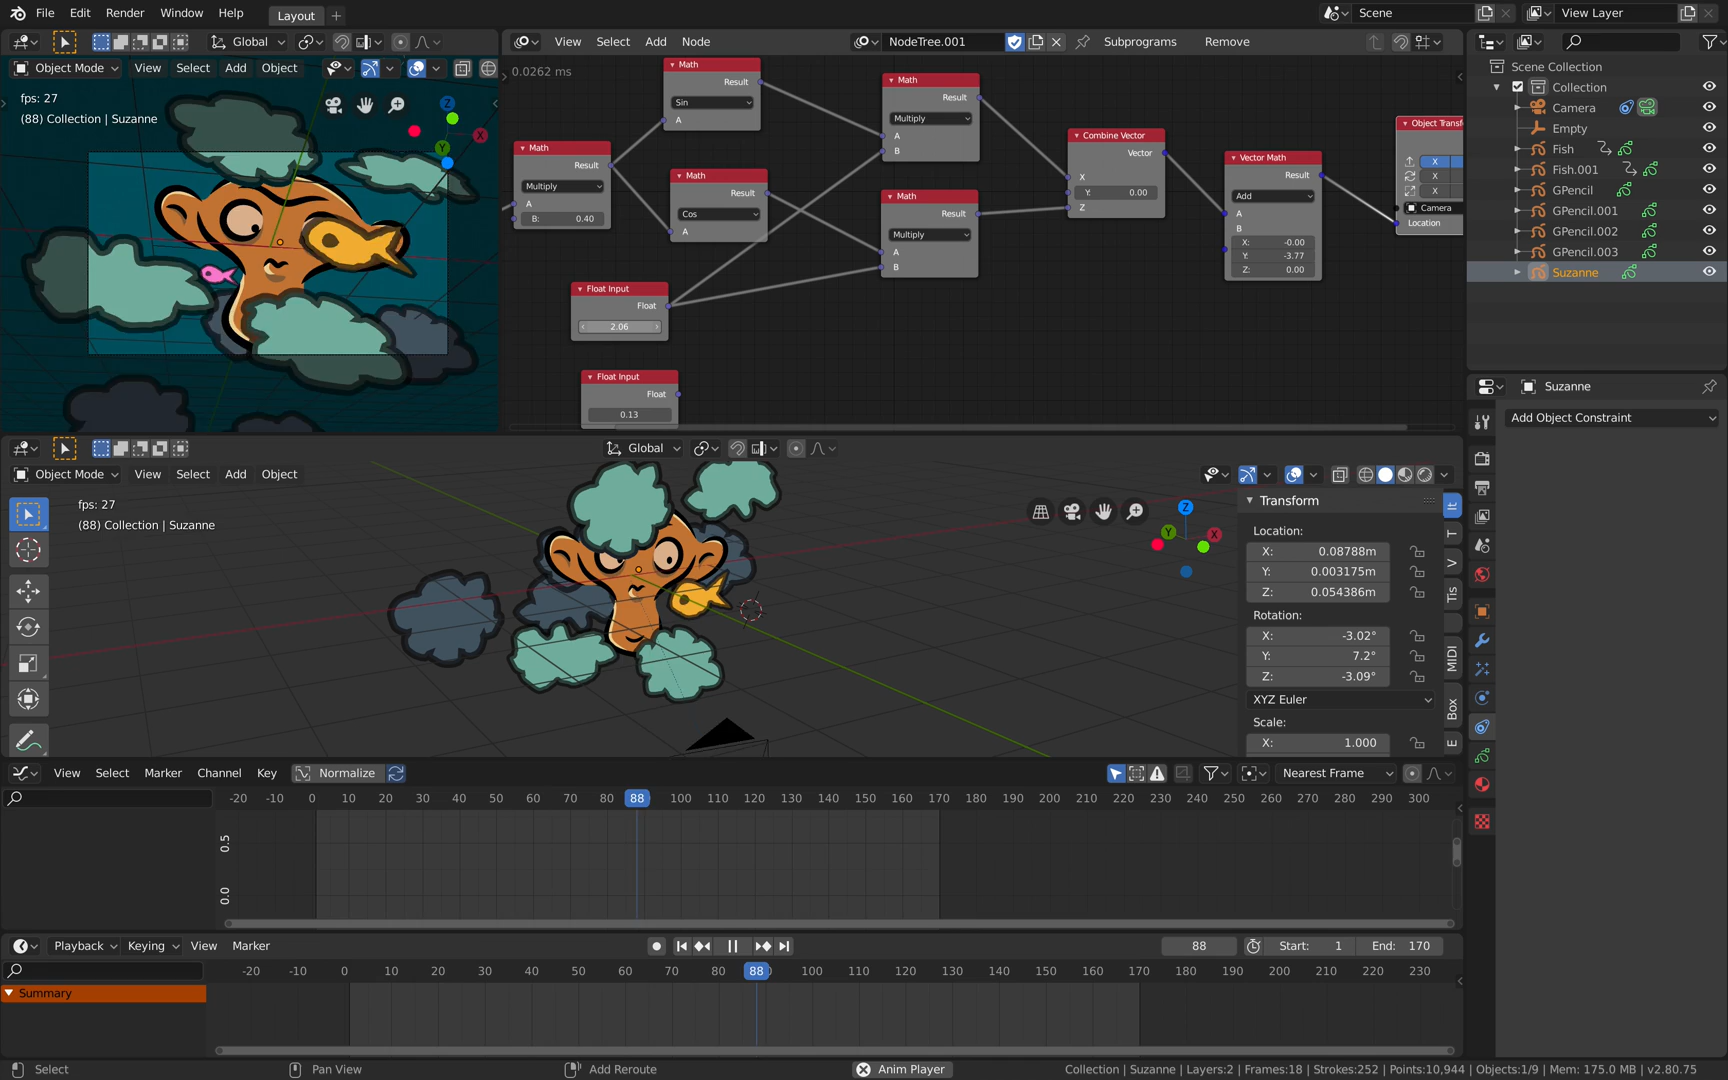 File Edit Render Window Help Layout + Scene View Layer
Global View Select Add Node NodeTree.001 Subprograms Remove
Object Mode View Select Add Object
fps: 27
(88) Collection | Suzanne
Z
X
Y
0.0262 ms
Math
Result
Sin
A
Math
Result
Multiply
A
B: 0.40
Math
Result
Cos
A
Math
Result
Multiply
A
B
Math
Result
Multiply
A
B
Float Input
Float
2.06
Float Input
Float
0.13
Combine Vector
Vector
X
Y: 0.00
Z
Vector Math
Result
Add
A
B
X: -0.00
Y: -3.77
Z: 0.00
Object Transf
X
X
X
Camera
Location
Scene Collection
Collection
Camera
Empty
Fish
Fish.001
GPencil
GPencil.001
GPencil.002
GPencil.003
Suzanne
Suzanne
Add Object Constraint
Global
Object Mode View Select Add Object
fps: 27
(88) Collection | Suzanne
Z
Y
X
Transform
Location:
X: 0.08788m
Y: 0.003175m
Z: 0.054386m
Rotation:
X: -3.02°
Y: 7.2°
Z: -3.09°
XYZ Euler
Scale:
X: 1.000
It
T
V
Tis
MIDI
Box
E
View Select Marker Channel Key Normalize Nearest Frame
-20 -10 0 10 20 30 40 50 60 70 80 88 100 110 120 130 140 150 160 170 180 190 200 210 220 230 240 250 260 270 280 290 300
0.5
0.0
Playback Keying View Marker 88 Start: 1 End: 170
-20 -10 0 10 20 30 40 50 60 70 80 88 100 110 120 130 140 150 160 170 180 190 200 210 220 230
Summary
Select Pan View Add Reroute Anim Player Collection | Suzanne | Layers:2 | Frames:18 | Strokes:252 | Points:10,944 | Objects:1/9 | Mem: 175.0 MB | v2.80.75